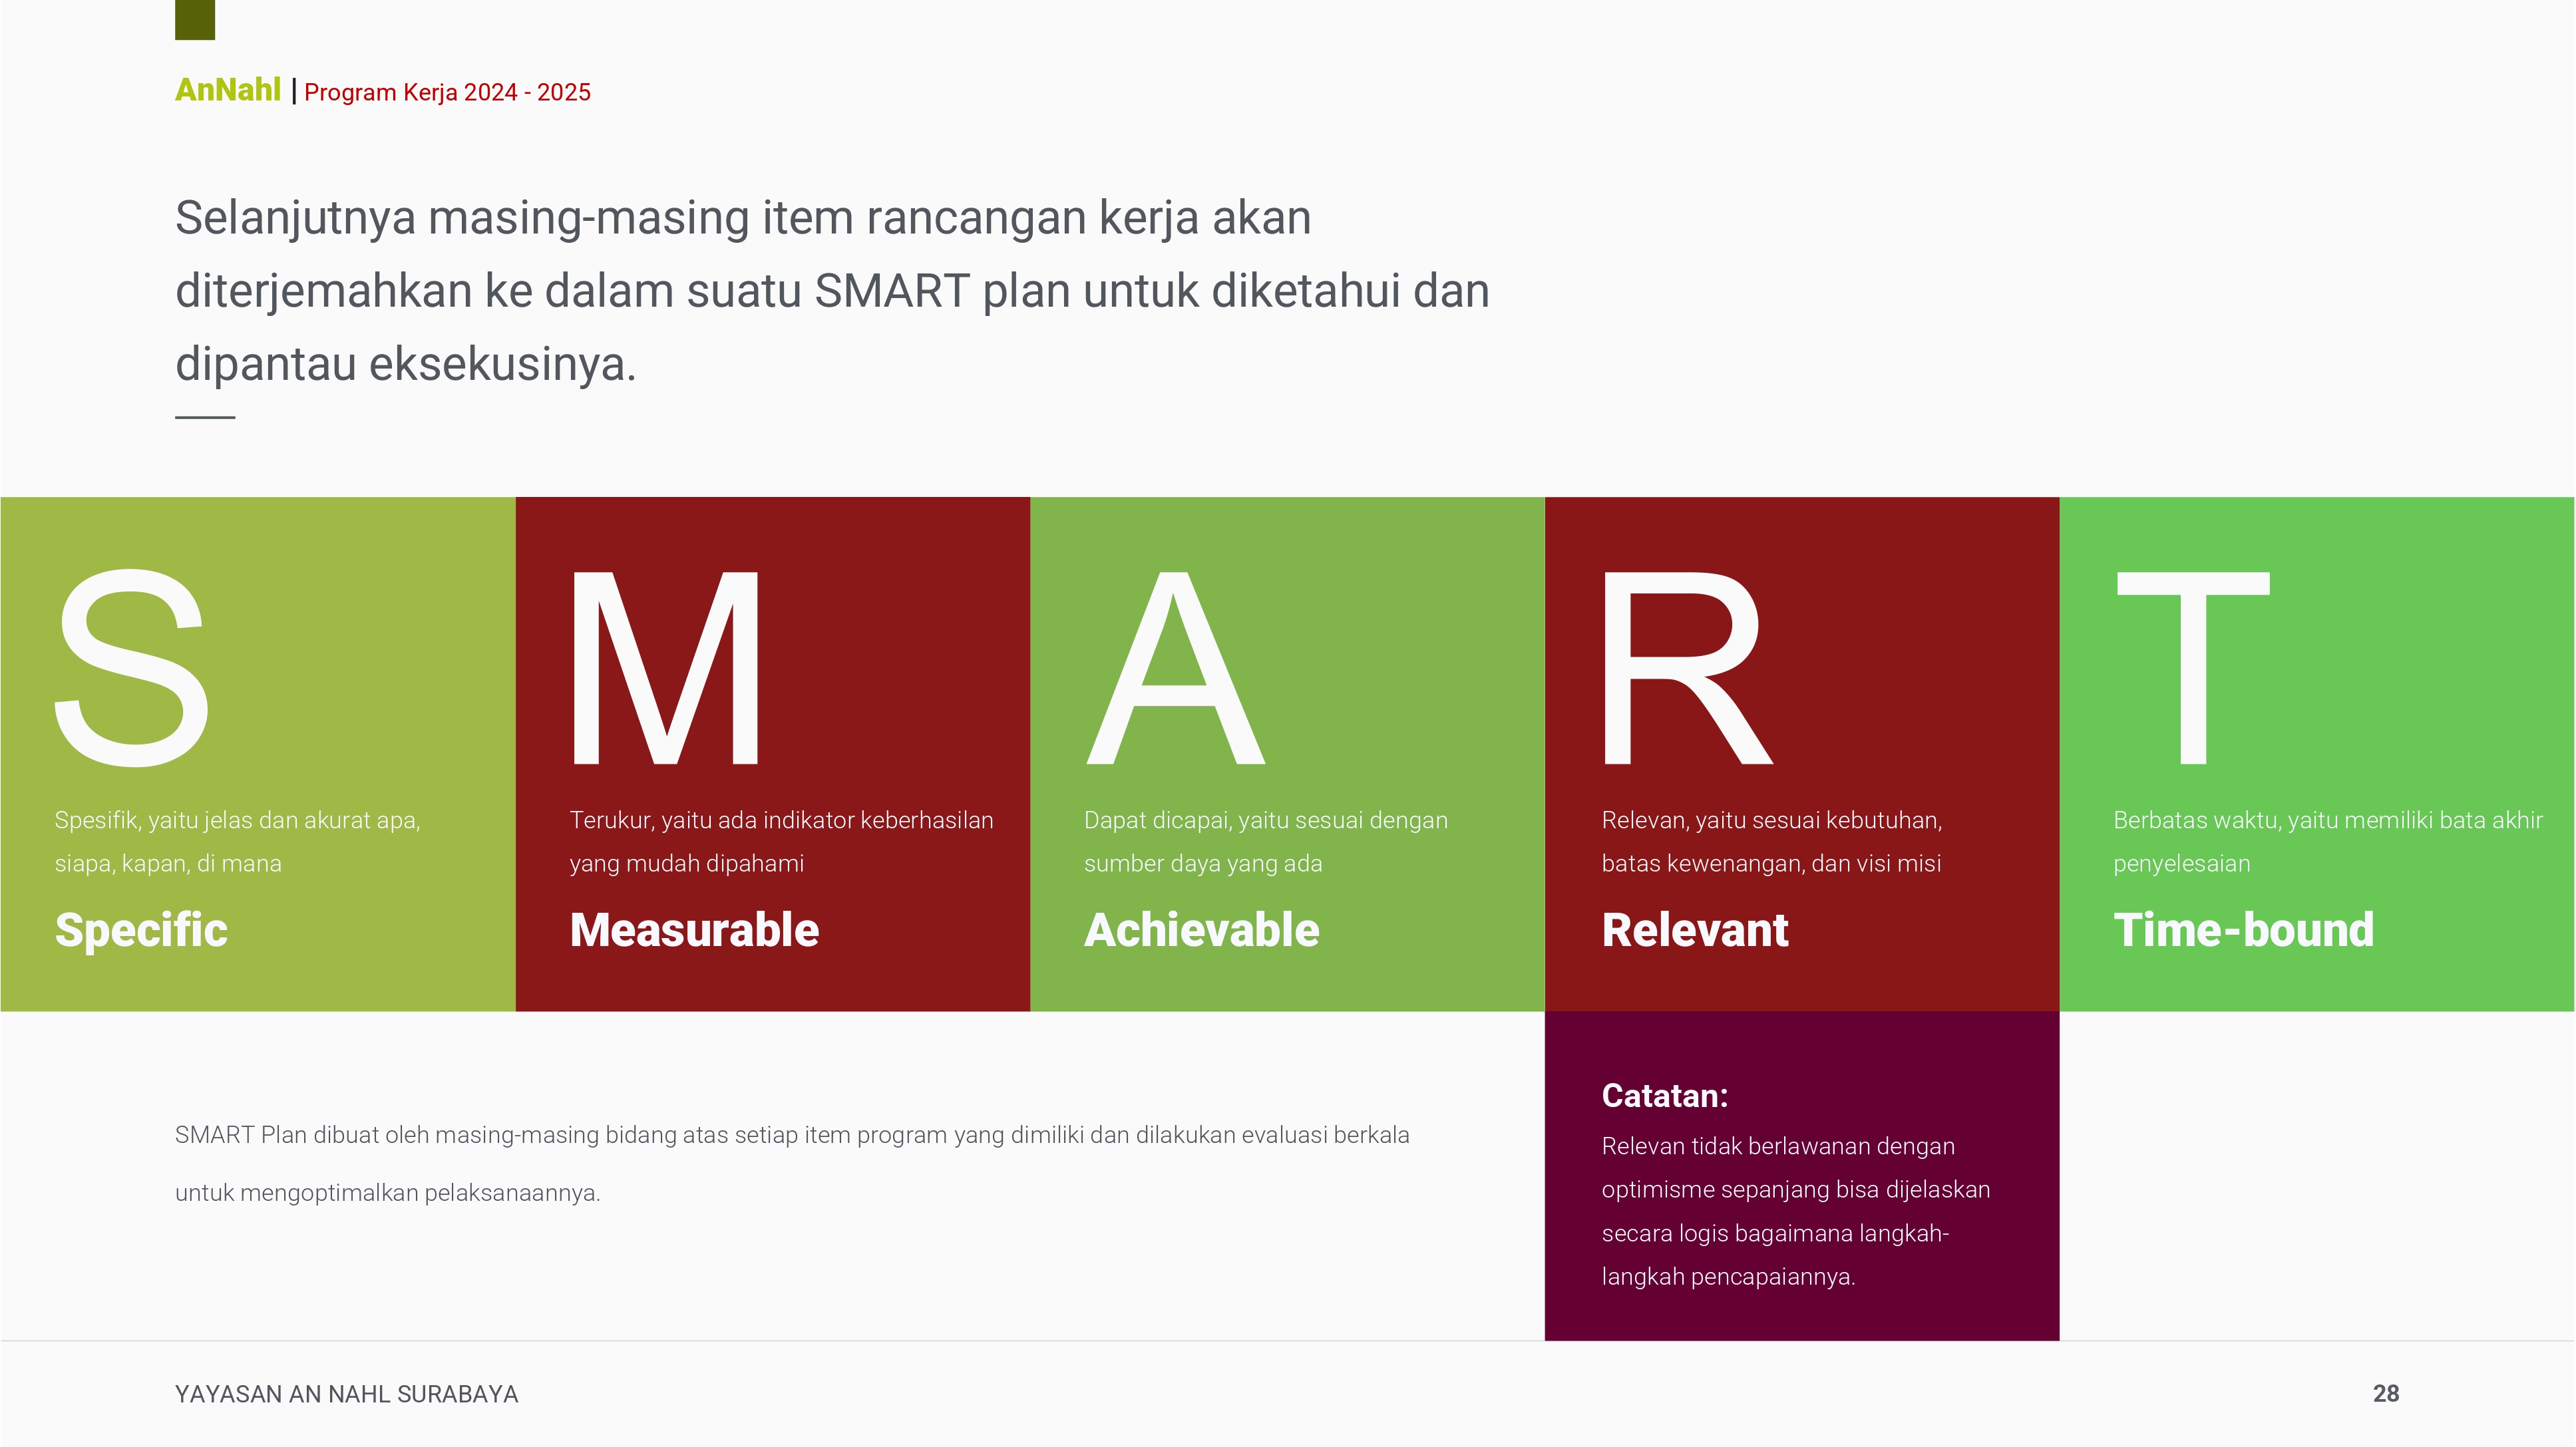 AnNahl | Program Kerja 2024 - 2025
Selanjutnya masing-masing item rancangan kerja akan
diterjemahkan ke dalam suatu SMART plan untuk diketahui dan
dipantau eksekusinya.
S
Spesifik, yaitu jelas dan akurat apa,
siapa, kapan, di mana
Specific
M
Terukur, yaitu ada indikator keberhasilan
yang mudah dipahami
Measurable
A
Dapat dicapai, yaitu sesuai dengan
sumber daya yang ada
Achievable
R
Relevan, yaitu sesuai kebutuhan,
batas kewenangan, dan visi misi
Relevant
T
Berbatas waktu, yaitu memiliki bata akhir
penyelesaian
Time-bound
SMART Plan dibuat oleh masing-masing bidang atas setiap item program yang dimiliki dan dilakukan evaluasi berkala
untuk mengoptimalkan pelaksanaannya.
Catatan:
Relevan tidak berlawanan dengan
optimisme sepanjang bisa dijelaskan
secara logis bagaimana langkah-
langkah pencapaiannya.
YAYASAN AN NAHL SURABAYA
28